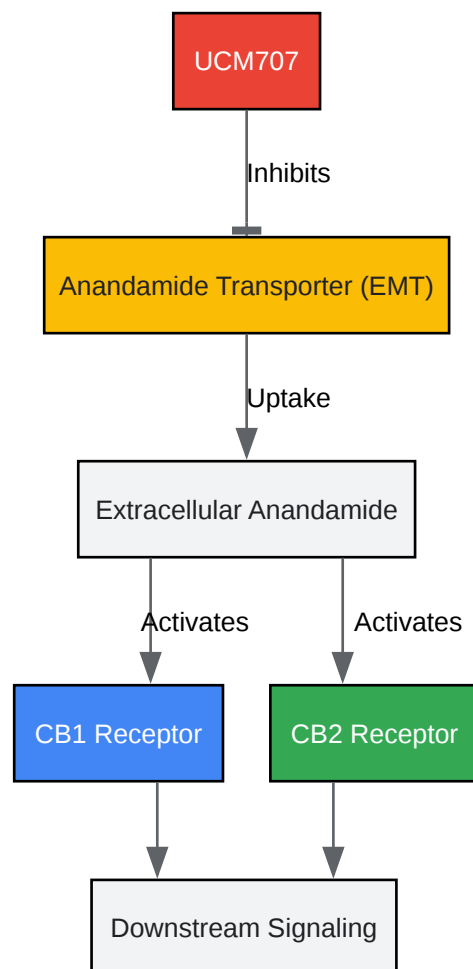 UCM707
Inhibits
Anandamide Transporter (EMT)
Uptake
Extracellular Anandamide
Activates
Activates
CB1 Receptor
CB2 Receptor
Downstream Signaling